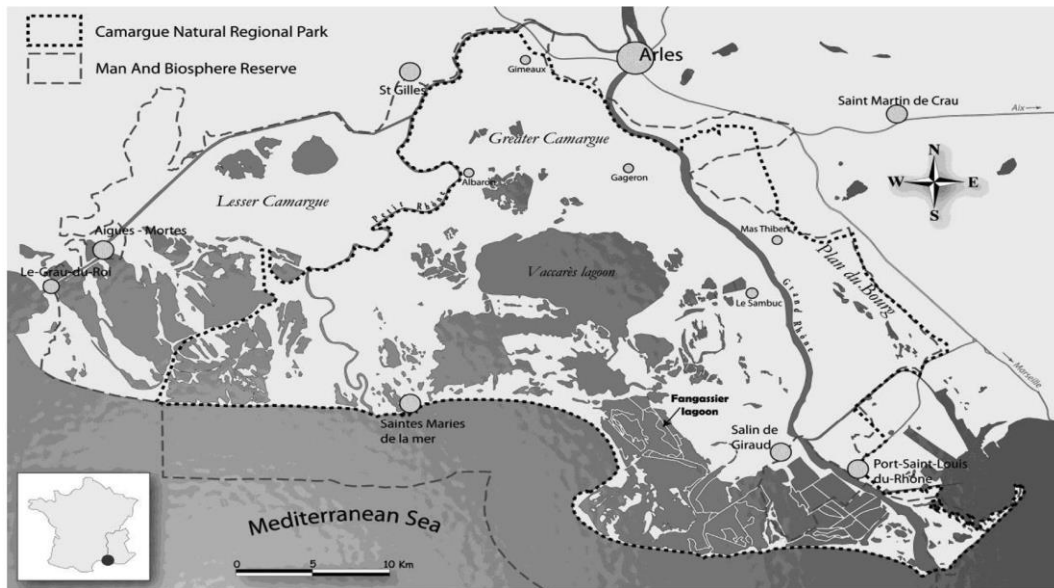 Camargue Natural Regional Park
Man And Biosphere Reserve
Arles
Gimeaux
St Gilles
Saint Martin de Crau
Aix
Greater Camargue
N
W
E
S
Albaron
Gageron
Lesser Camargue
Petit Rhône
Aigues - Mortes
Mas Thibert
Le-Grau-du-Roi
Vaccarès lagoon
Plan du Bourg
Le Sambuc
Grand Rhône
Marseille
Fangassier
lagoon
Saintes Maries
de la mer
Salin de
Giraud
Port-Saint-Louis
du-Rhône
Mediterranean Sea
0
5
10 Km